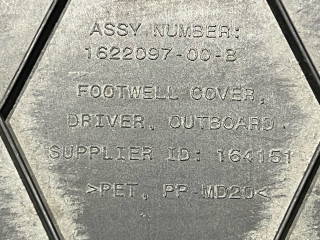 ASSY NUMBER:
1622097-00-B
FOOTWELL COVER,
DRIVER, OUTBOARD
SUPPLIER ID: 164151
>PET, PP-MD20<